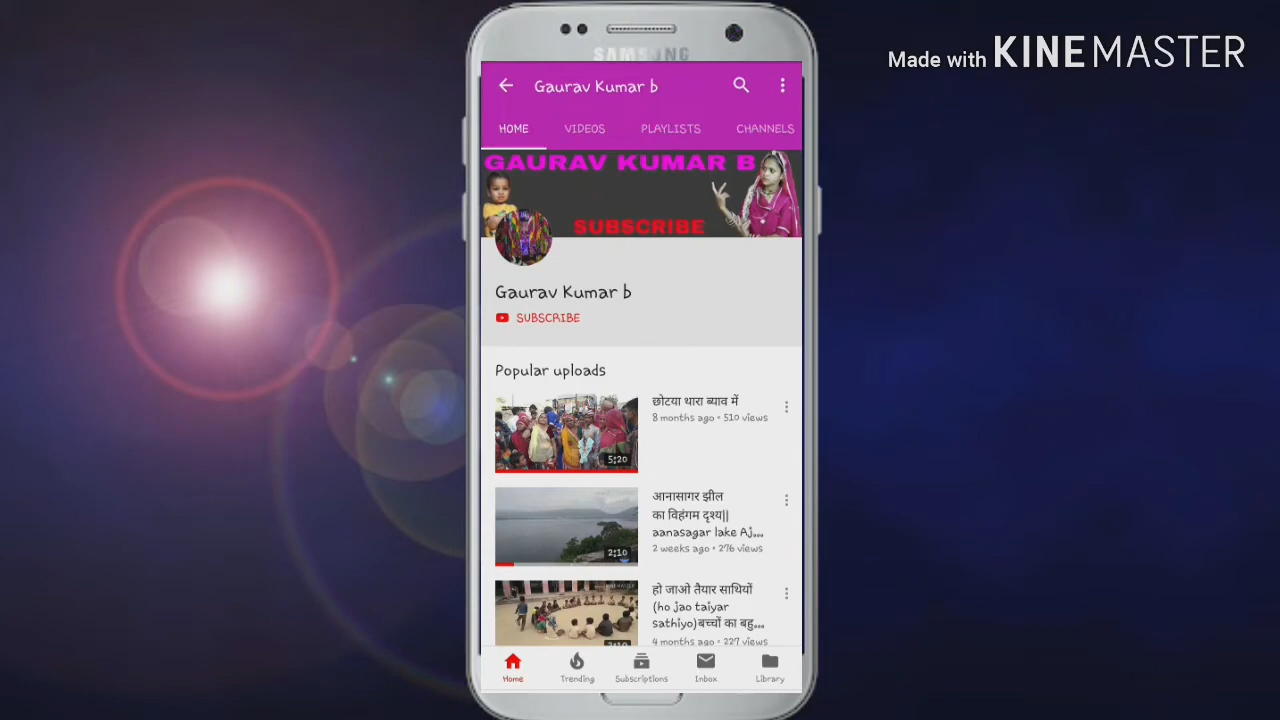 Made with KINEMASTER
SAMSUNG
Gaurav Kumar b
HOME VIDEOS PLAYLISTS CHANNELS
GAURAV KUMAR B
SUBSCRIBE
Gaurav Kumar b
SUBSCRIBE
Popular uploads
छोटया थारा ब्याव में
8 months ago • 510 views
5:20
आनासागर झील
का विहंगम दृश्य||
aanasagar lake Aj...
2 weeks ago • 276 views
2:10
हो जाओ तैयार साथियों
(ho jao taiyar
sathiyo)बच्चों का बहु...
4 months ago • 227 views
Home Trending Subscriptions Inbox Library